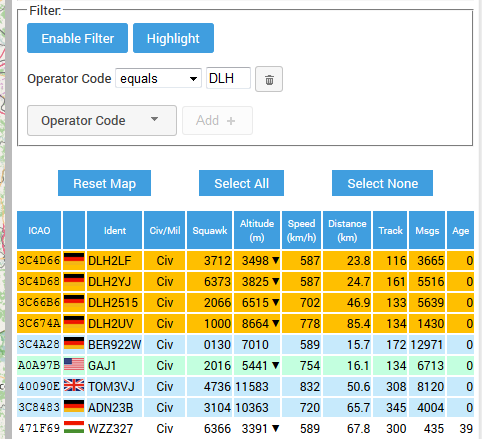 Filter:
Enable Filter Highlight
Operator Code equals DLH
Operator Code Add +
Reset Map Select All Select None
ICAO Ident Civ/Mil Squawk Altitude (m) Speed (km/h) Distance (km) Track Msgs Age
3C4D66 DLH2LF Civ 3712 3498 ▼ 587 23.8 116 3665 0
3C4D68 DLH2YJ Civ 6373 3825 ▼ 587 24.7 161 5516 0
3C66B6 DLH2515 Civ 2066 6515 ▼ 702 46.9 133 5639 0
3C674A DLH2UV Civ 1000 8664 ▼ 778 85.4 134 1430 0
3C4A28 BER922W Civ 0130 7010 589 15.7 172 12971 0
A0A97B GAJ1 Civ 2016 5441 ▼ 754 16.1 134 6713 0
40090E TOM3VJ Civ 4736 11583 832 50.6 308 8120 0
3C8483 ADN23B Civ 3104 10363 720 65.7 345 4004 0
471F69 WZZ327 Civ 6366 3391 ▼ 589 67.8 300 435 39